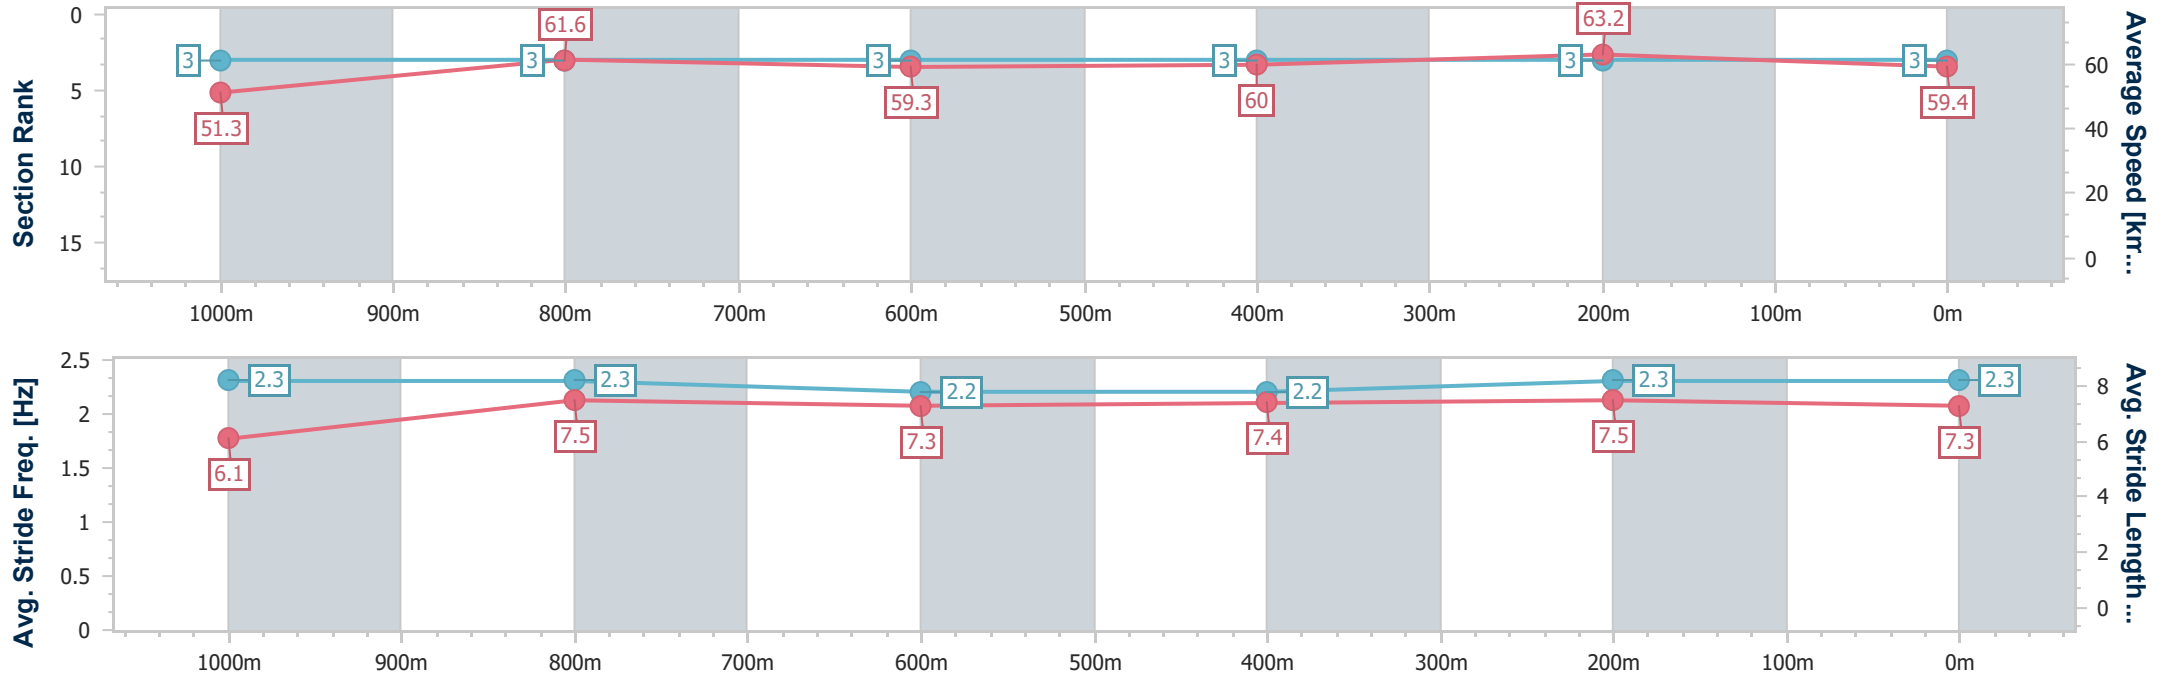 Section Rank
0
5
10
15
3
3
3
3
3
3
51.3
61.6
59.3
60
63.2
59.4
60
40
20
0
Average Speed [km...
1000m
900m
800m
700m
600m
500m
400m
300m
200m
100m
0m
Avg. Stride Freq. [Hz]
2.5
2
1.5
1
0.5
0
2.3
2.3
2.2
2.2
2.3
2.3
6.1
7.5
7.3
7.4
7.5
7.3
8
6
4
2
0
Avg. Stride Length...
1000m
900m
800m
700m
600m
500m
400m
300m
200m
100m
0m